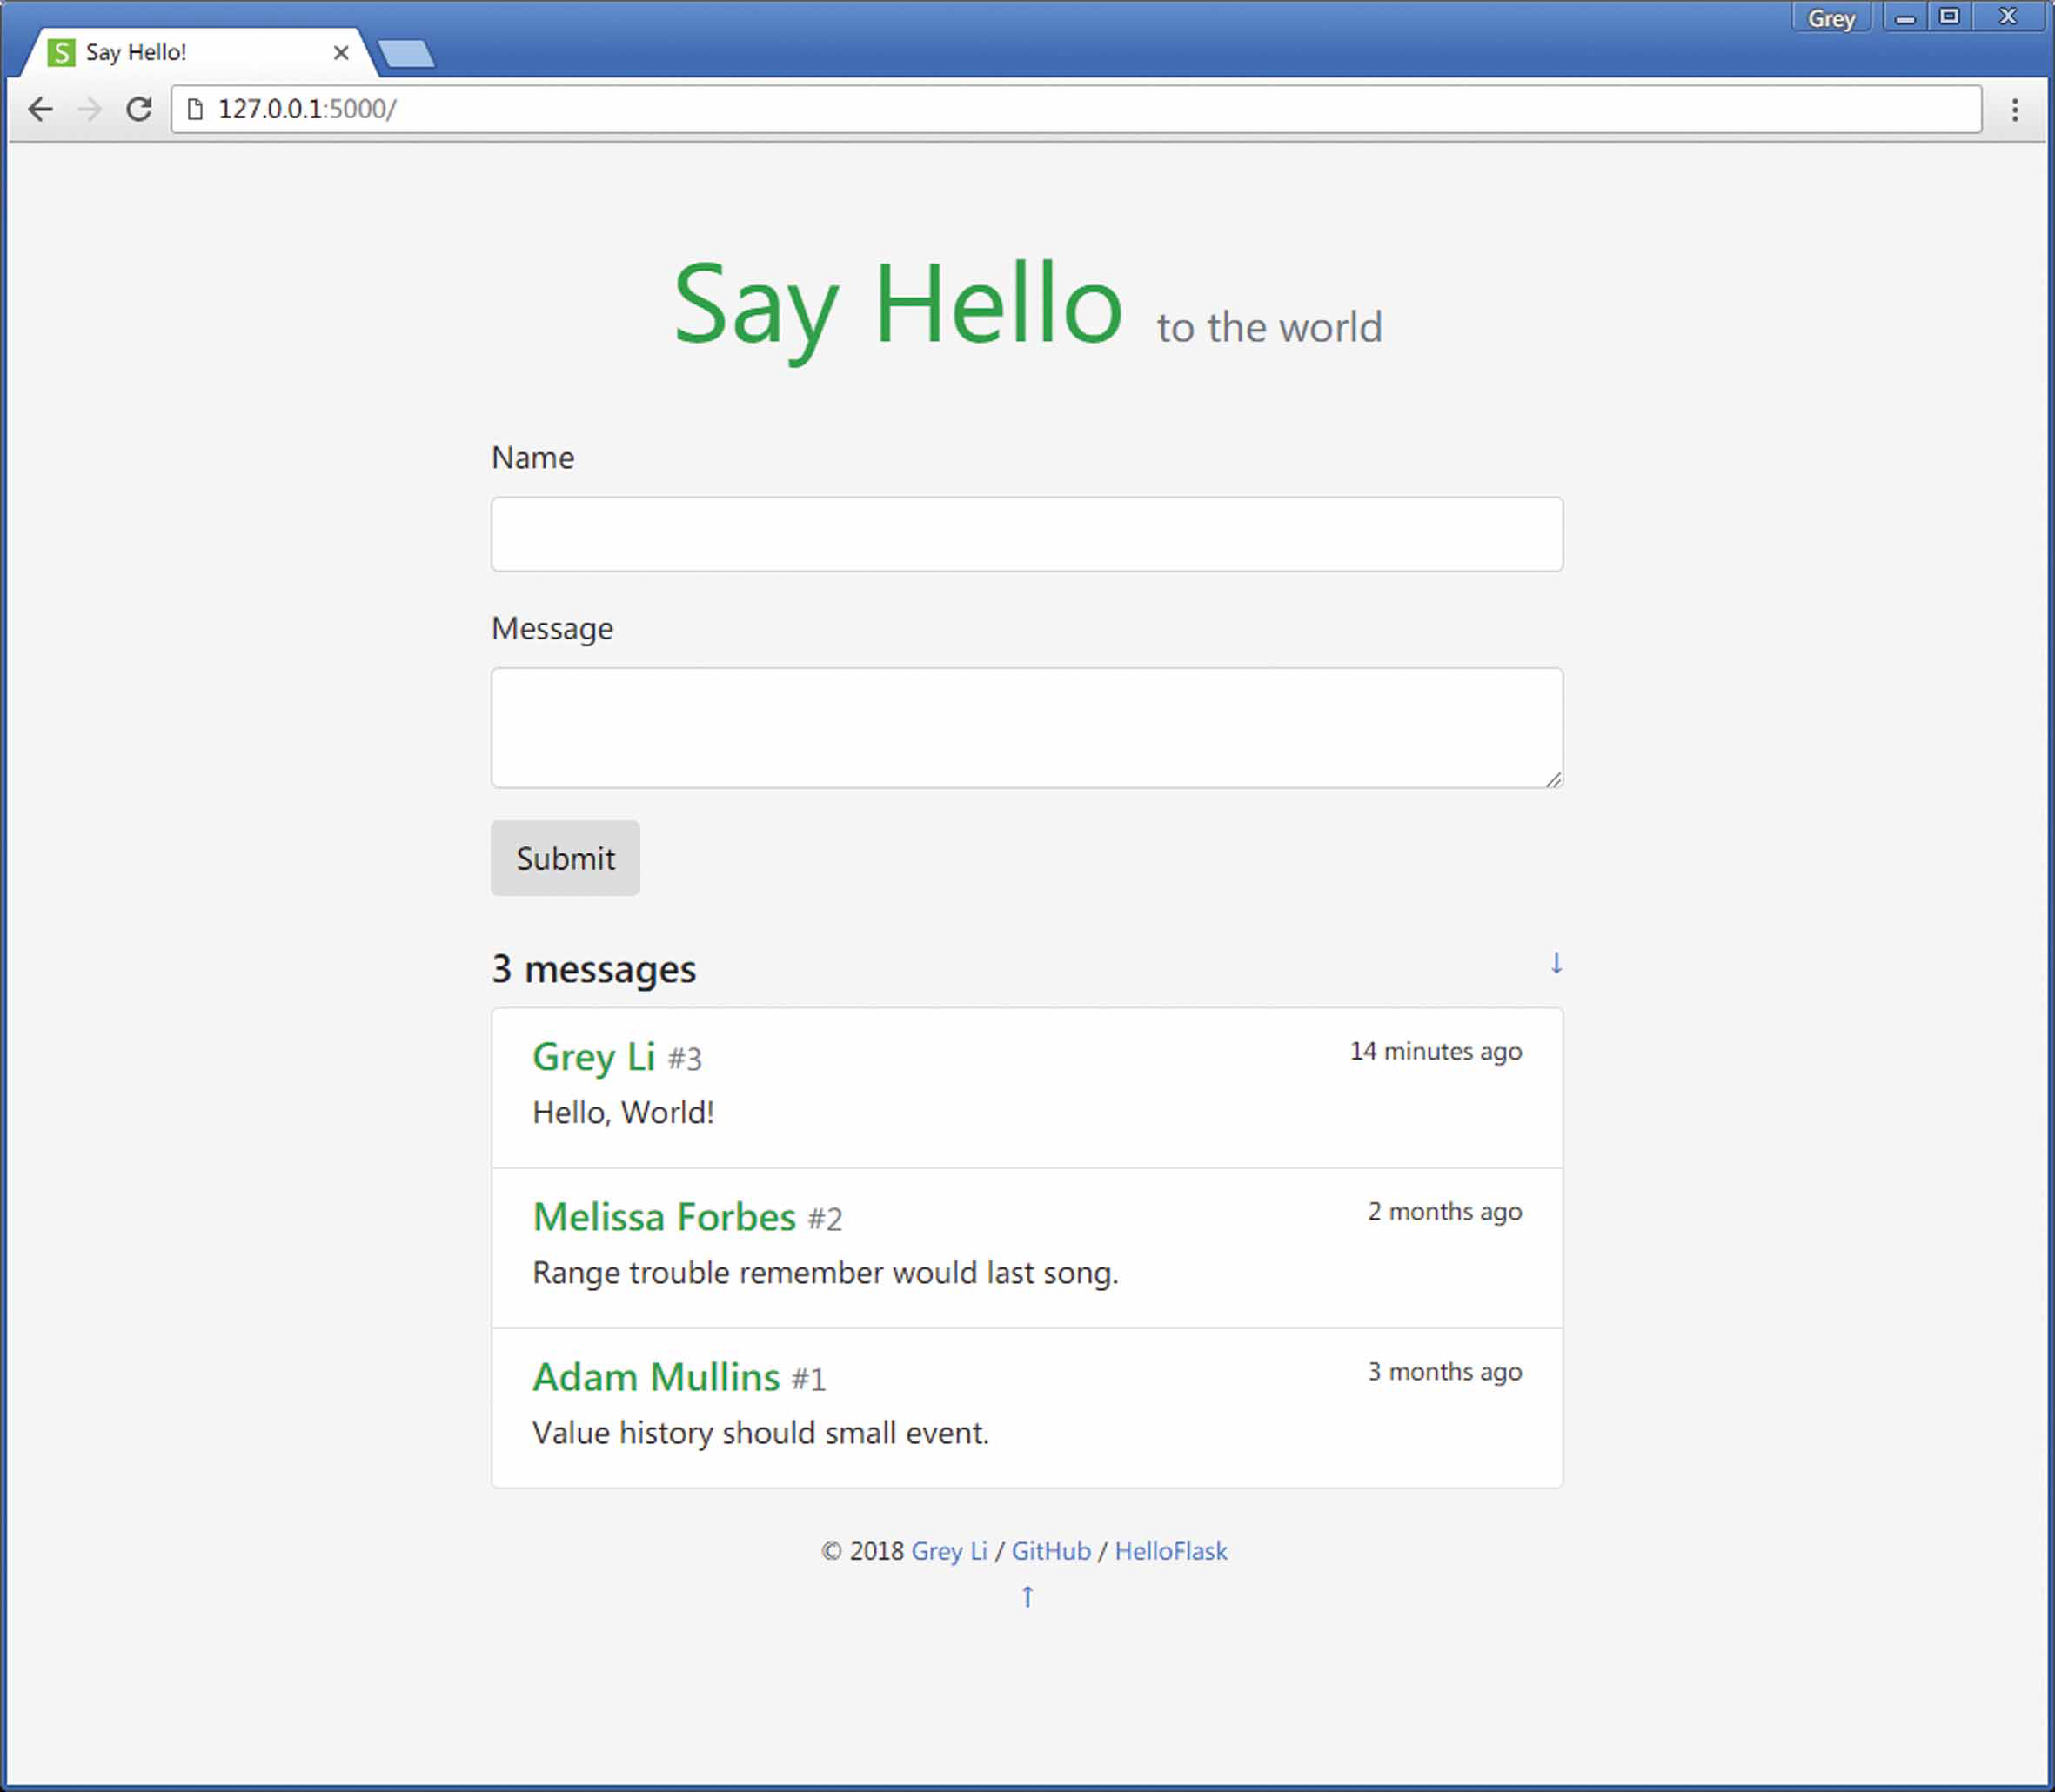 Grey
Say Hello!
127.0.0.1:5000/
Say Hello to the world
Name
Message
Submit
3 messages
↓
Grey Li #3
14 minutes ago
Hello, World!
Melissa Forbes #2
2 months ago
Range trouble remember would last song.
Adam Mullins #1
3 months ago
Value history should small event.
© 2018 Grey Li / GitHub / HelloFlask
↑